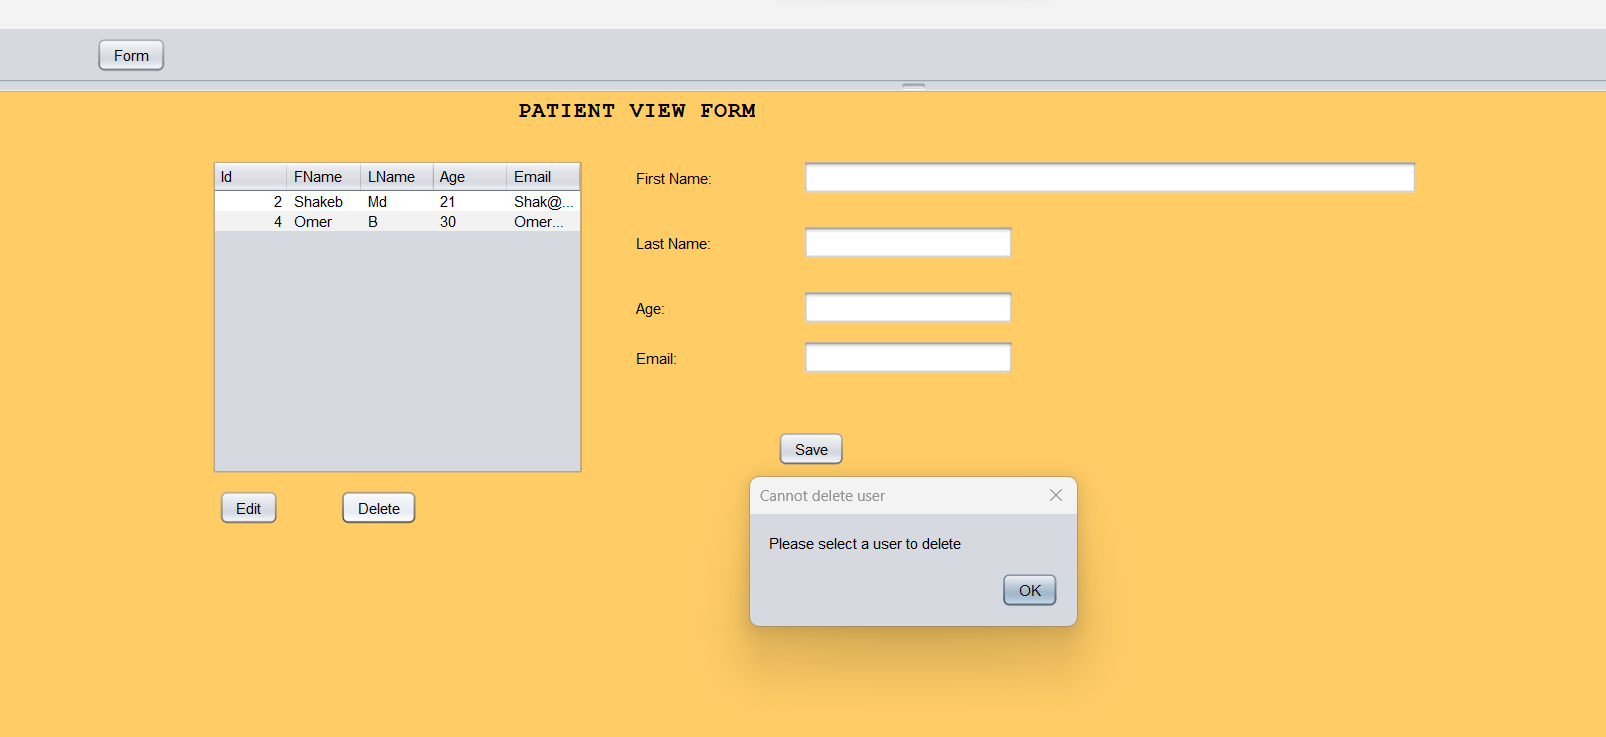 Form
PATIENT VIEW FORM
Id FName LName Age Email
2 Shakeb Md 21 Shak@...
4 Omer B 30 Omer...
First Name:
Last Name:
Age:
Email:
Save
Edit Delete
Cannot delete user
Please select a user to delete
OK